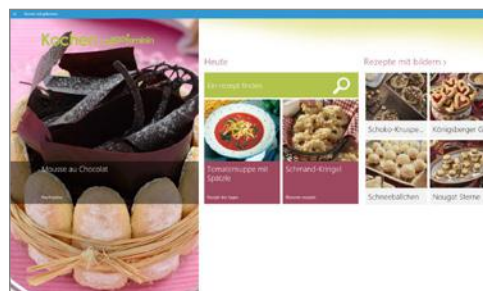 Kochen
Heute
Rezepte mit bildern ›
Ein rezept finden
Mousse au Chocolat
Tomatensuppe mit
Spätzle
Schmand-Kringel
Schoko-Knuspe...
Königsberger G
Schneebällchen
Nougat Sterne